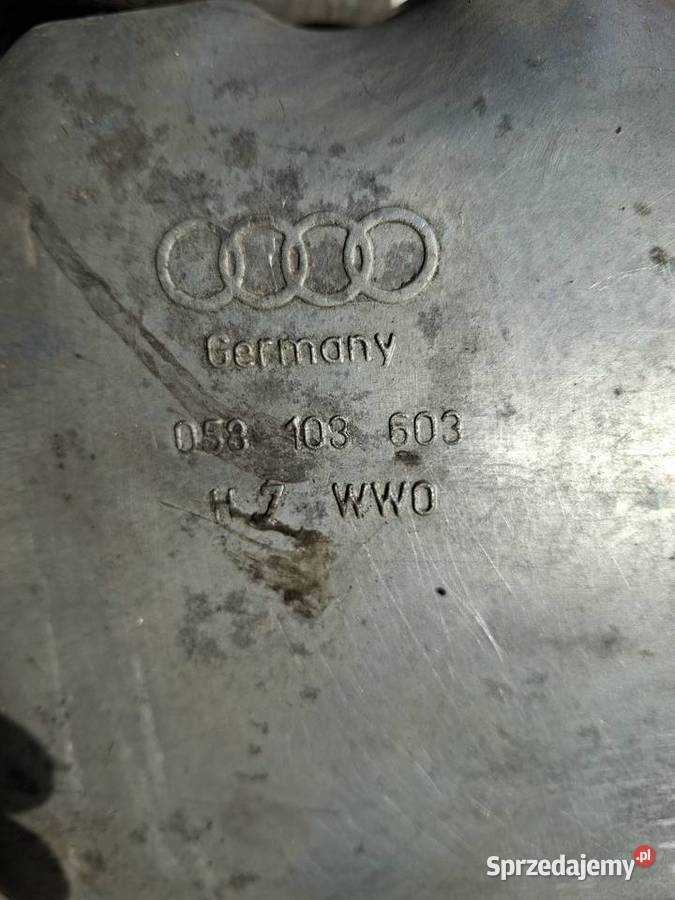 Germany
058 103 603
H Z WWO
Sprzedajemy.pl